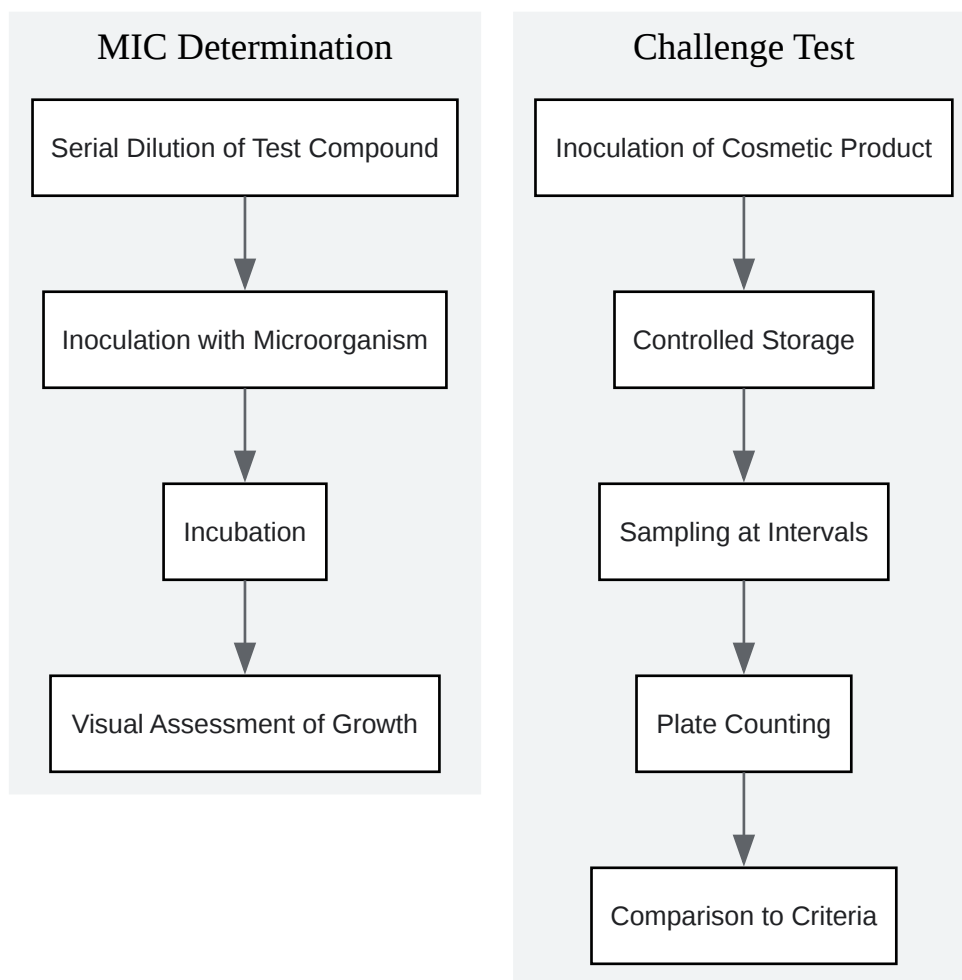 MIC Determination
Serial Dilution of Test Compound
Inoculation with Microorganism
Incubation
Visual Assessment of Growth
Challenge Test
Inoculation of Cosmetic Product
Controlled Storage
Sampling at Intervals
Plate Counting
Comparison to Criteria